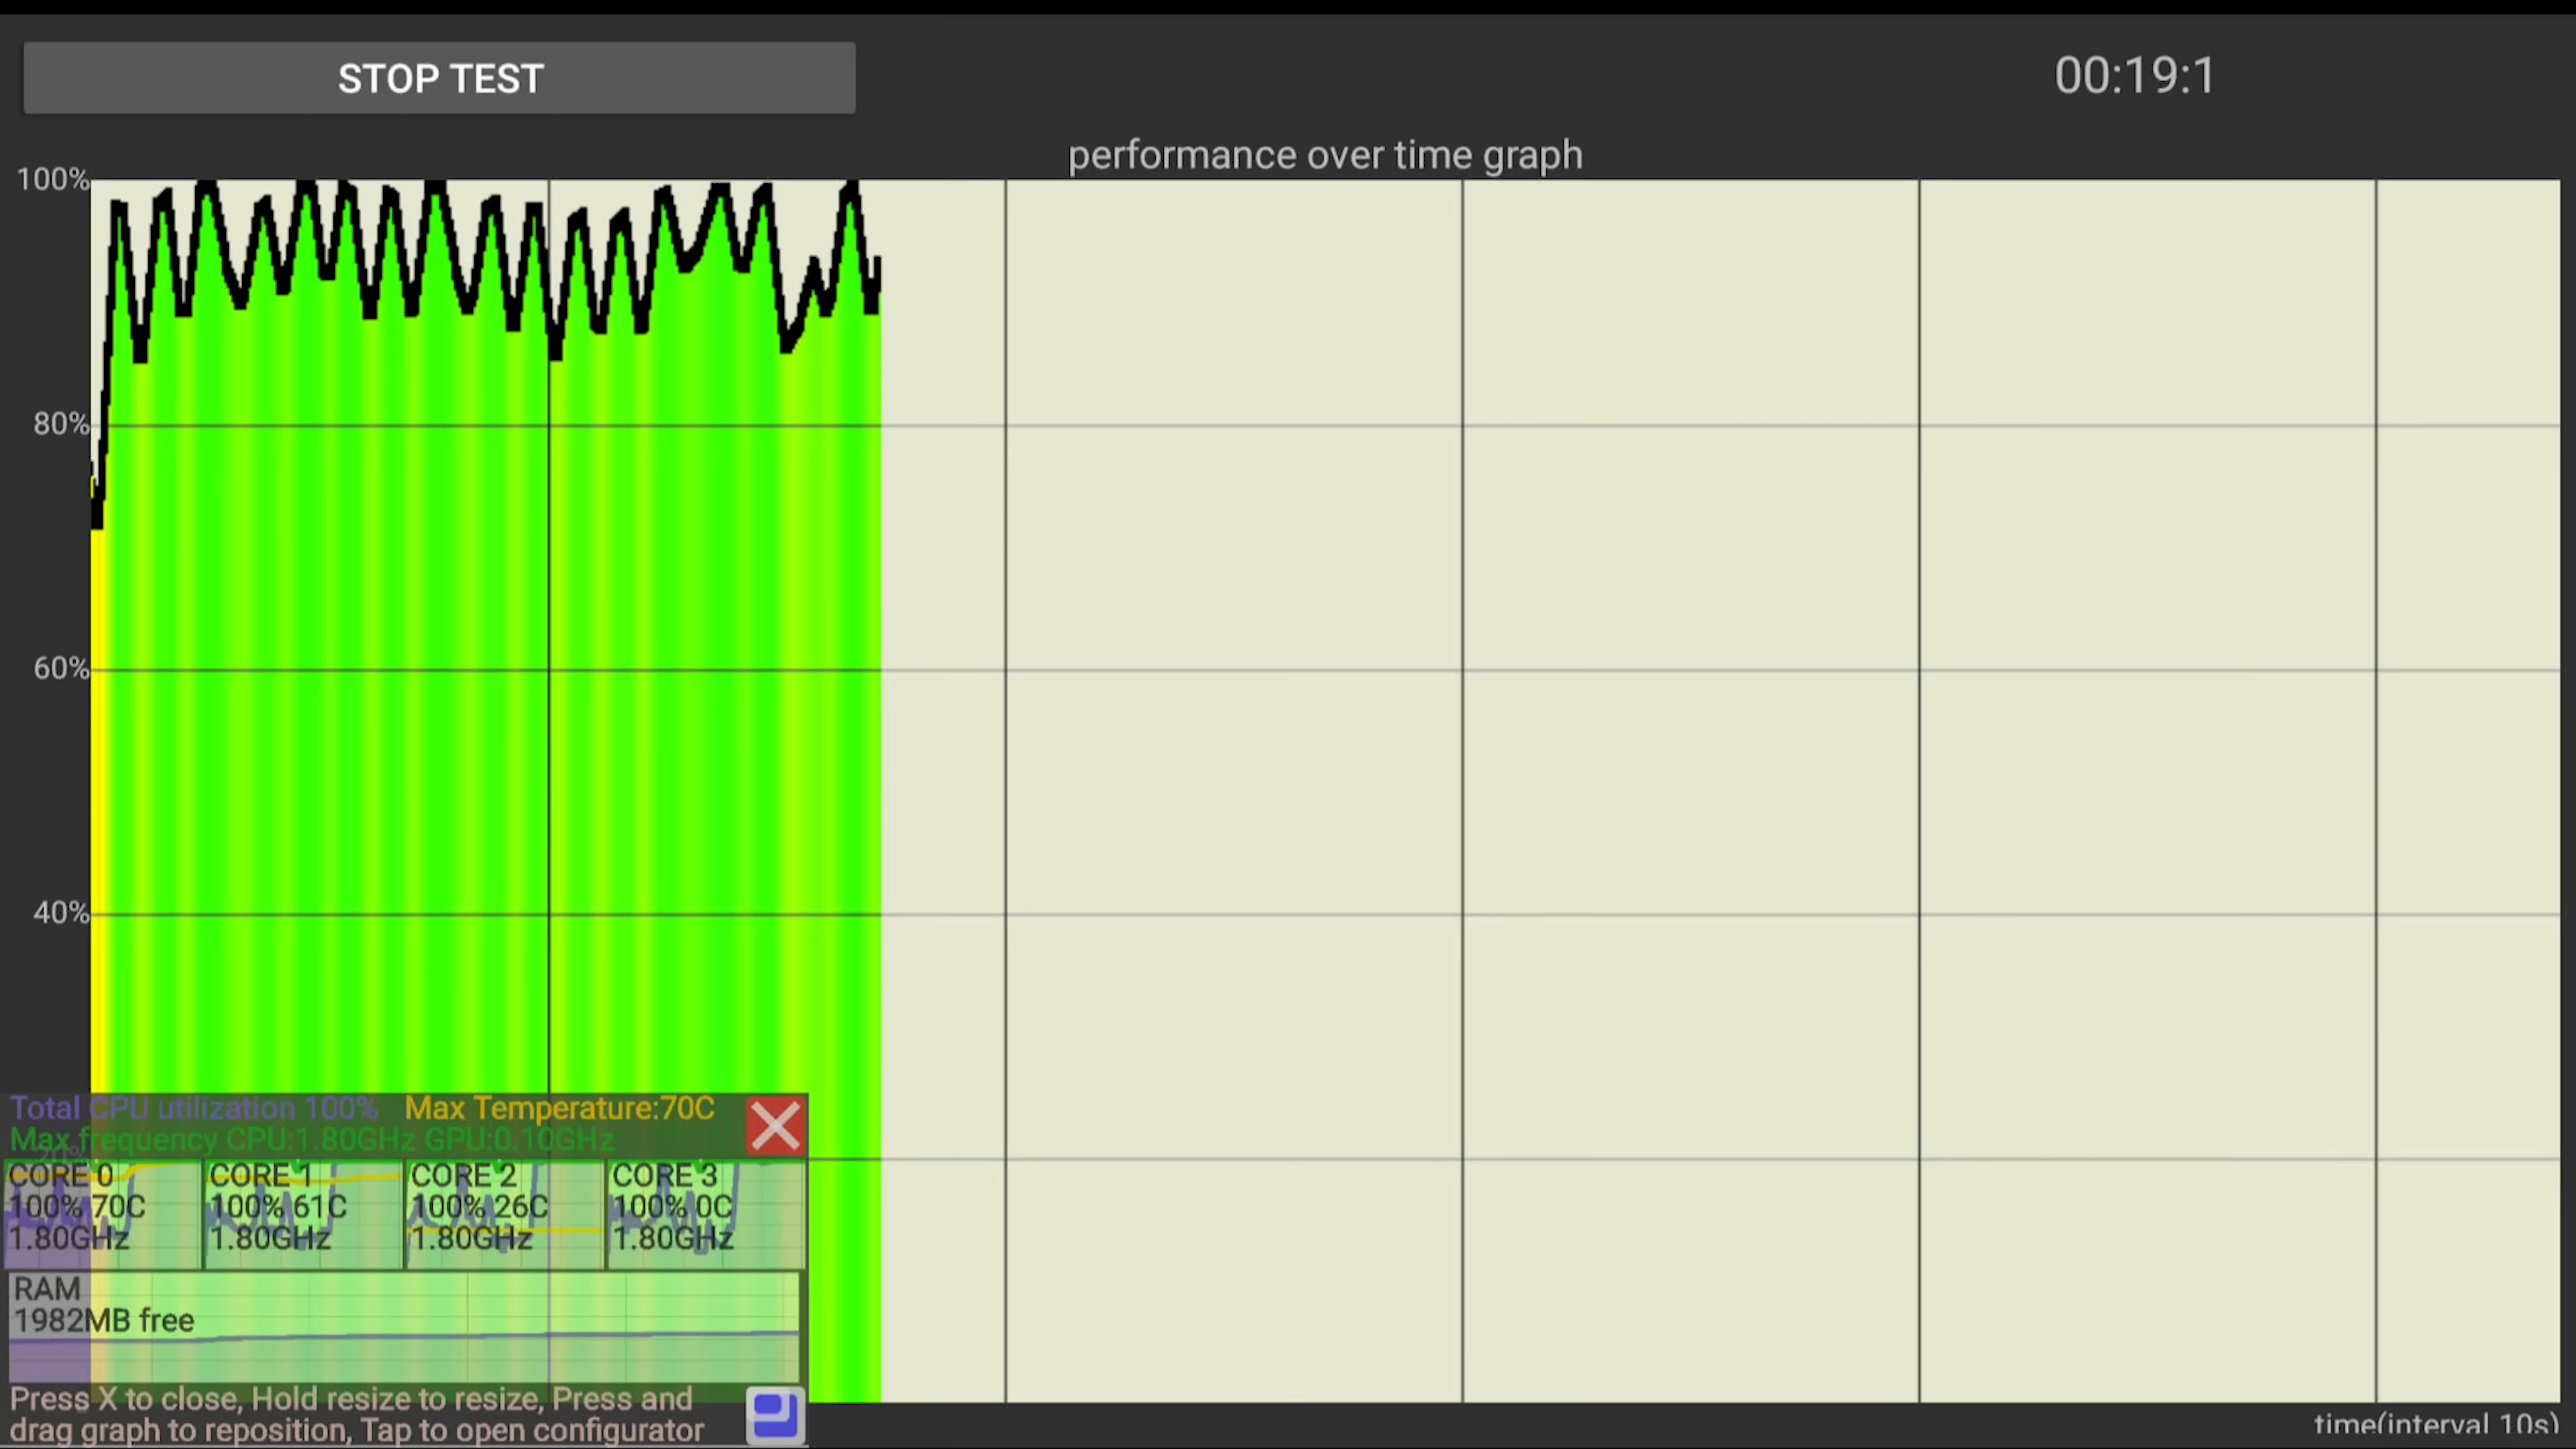 STOP TEST
00:19:1
performance over time graph
100%
80%
60%
40%
20%
Total CPU utilization 100% Max Temperature:70C
Max frequency CPU:1.80GHz GPU:0.10GHz
CORE 0
100% 70C
1.80GHz
CORE 1
100% 61C
1.80GHz
CORE 2
100% 26C
1.80GHz
CORE 3
100% 0C
1.80GHz
RAM
1982MB free
Press X to close, Hold resize to resize, Press and
drag graph to reposition, Tap to open configurator
time(interval 10s)